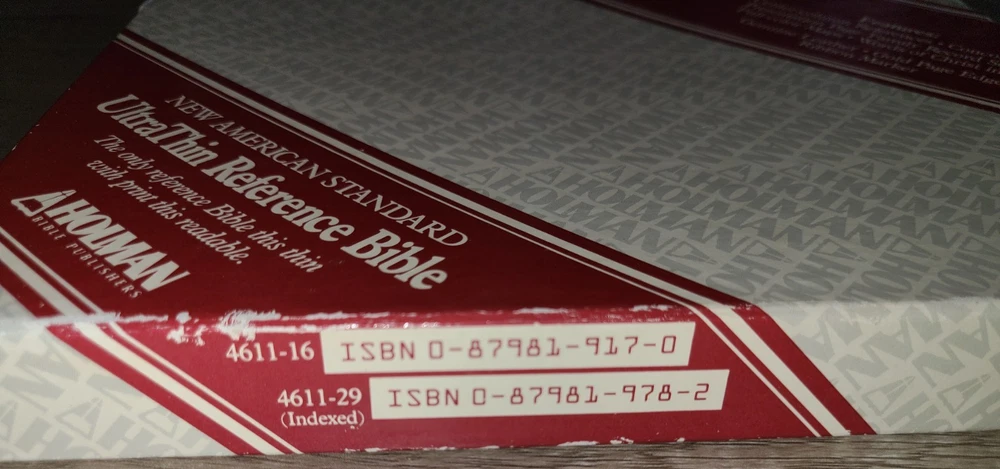 NEW AMERICAN STANDARD
UltraThin Reference Bible
The only reference Bible this thin
with print this readable.
HOLMAN
BIBLE PUBLISHERS
4611-16 ISBN 0-87981-917-0
4611-29 ISBN 0-87981-978-2
(Indexed)